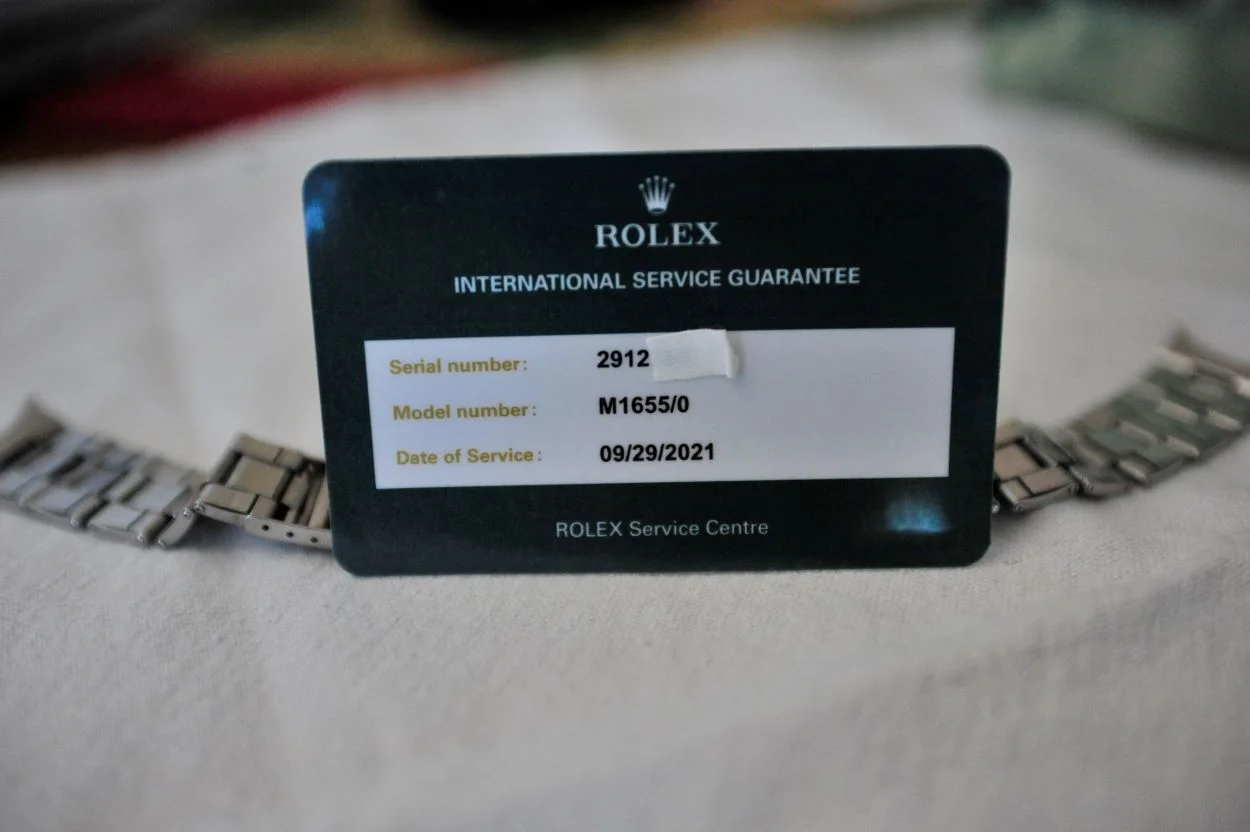 ROLEX
INTERNATIONAL SERVICE GUARANTEE
Serial number: 2912
Model number: M1655/0
Date of Service: 09/29/2021
ROLEX Service Centre